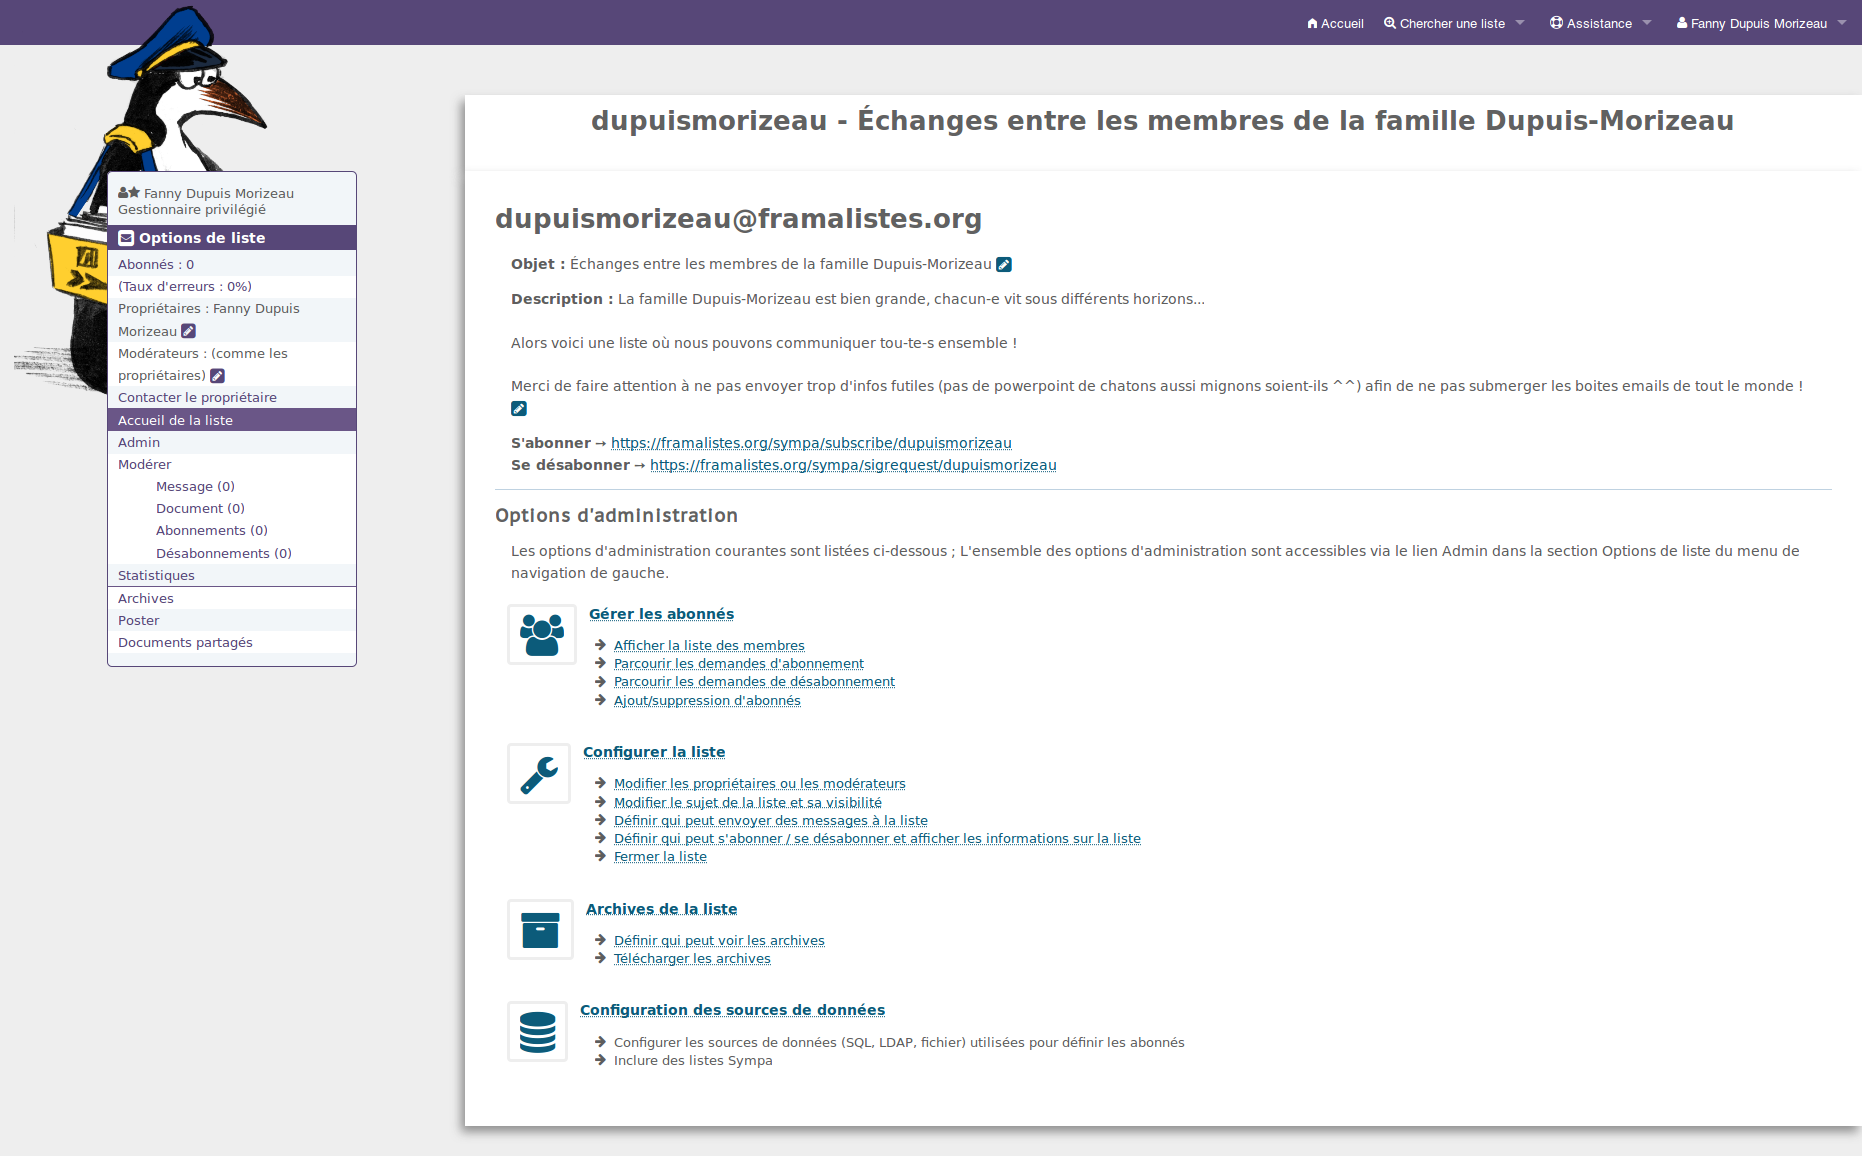 Accueil Chercher une liste Assistance Fanny Dupuis Morizeau
dupuismorizeau - Échanges entre les membres de la famille Dupuis-Morizeau
Fanny Dupuis Morizeau
Gestionnaire privilégié
Options de liste
Abonnés : 0
(Taux d'erreurs : 0%)
Propriétaires : Fanny Dupuis
Morizeau
Modérateurs : (comme les
propriétaires)
Contacter le propriétaire
Accueil de la liste
Admin
Modérer
Message (0)
Document (0)
Abonnements (0)
Désabonnements (0)
Statistiques
Archives
Poster
Documents partagés
dupuismorizeau@framalistes.org
Objet : Échanges entre les membres de la famille Dupuis-Morizeau
Description : La famille Dupuis-Morizeau est bien grande, chacun-e vit sous différents horizons...
Alors voici une liste où nous pouvons communiquer tou-te-s ensemble !
Merci de faire attention à ne pas envoyer trop d'infos futiles (pas de powerpoint de chatons aussi mignons soient-ils ^^) afin de ne pas submerger les boites emails de tout le monde !
S'abonner → https://framalistes.org/sympa/subscribe/dupuismorizeau
Se désabonner → https://framalistes.org/sympa/sigrequest/dupuismorizeau
Options d'administration
Les options d'administration courantes sont listées ci-dessous ; L'ensemble des options d'administration sont accessibles via le lien Admin dans la section Options de liste du menu de
navigation de gauche.
Gérer les abonnés
Afficher la liste des membres
Parcourir les demandes d'abonnement
Parcourir les demandes de désabonnement
Ajout/suppression d'abonnés
Configurer la liste
Modifier les propriétaires ou les modérateurs
Modifier le sujet de la liste et sa visibilité
Définir qui peut envoyer des messages à la liste
Définir qui peut s'abonner / se désabonner et afficher les informations sur la liste
Fermer la liste
Archives de la liste
Définir qui peut voir les archives
Télécharger les archives
Configuration des sources de données
Configurer les sources de données (SQL, LDAP, fichier) utilisées pour définir les abonnés
Inclure des listes Sympa